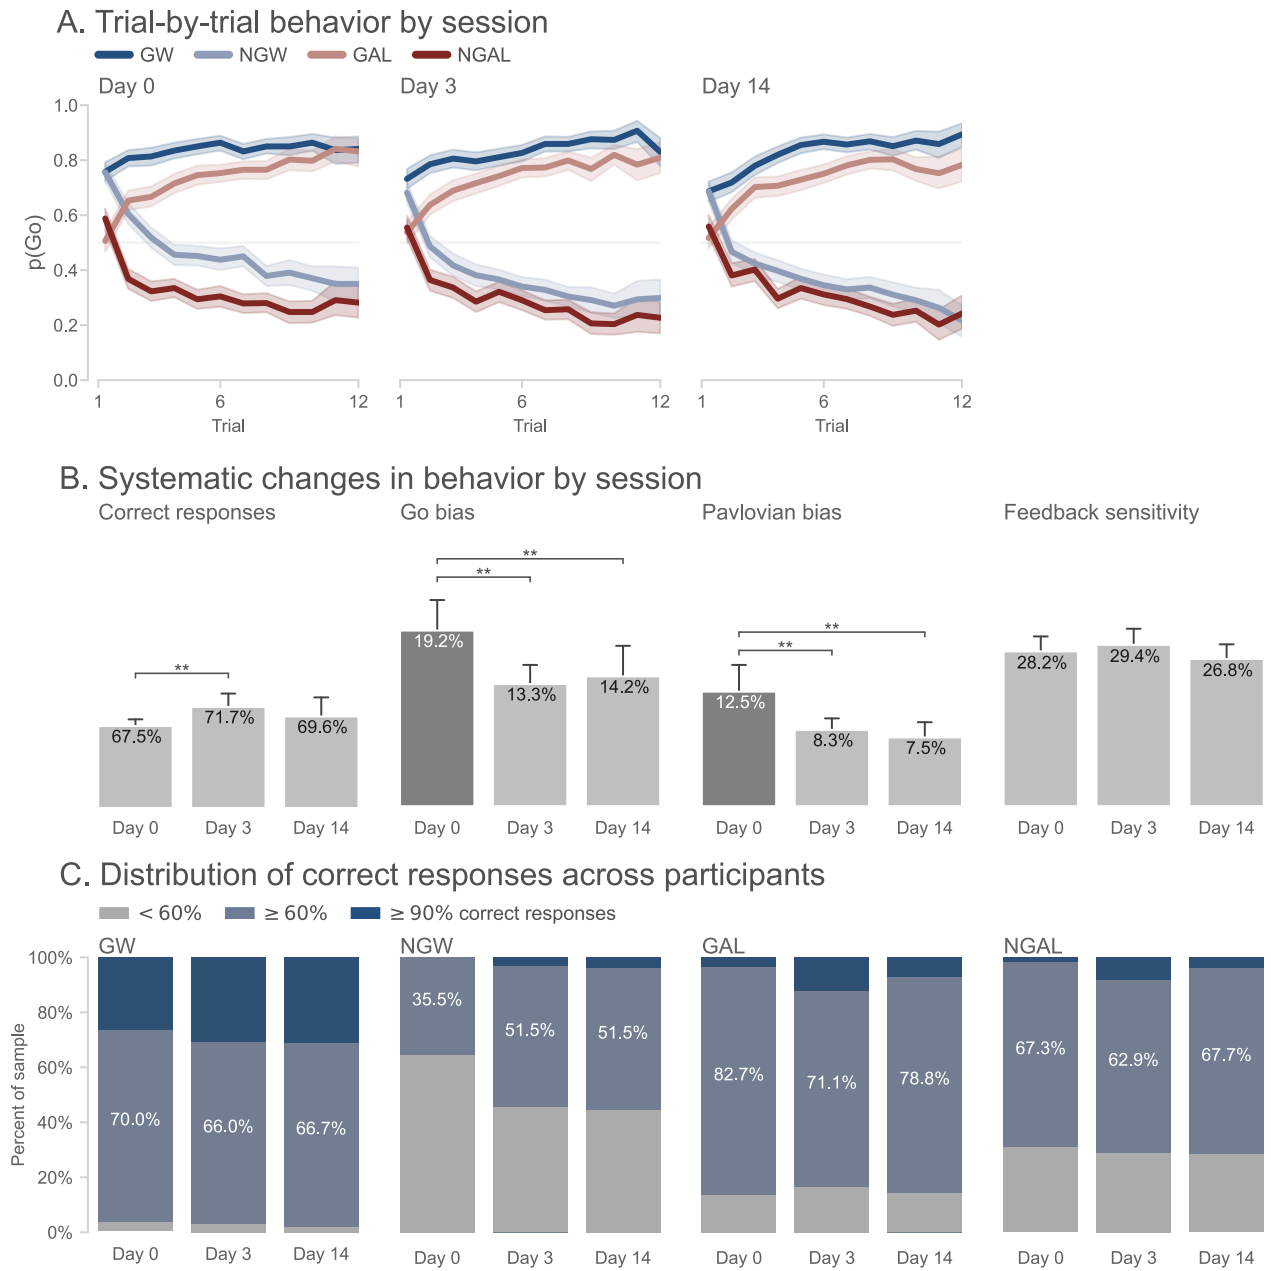 A. Trial-by-trial behavior by session
GW NGW GAL NGAL
Day 0 Day 3 Day 14
1.0
0.8
0.6
0.4
0.2
0.0
p(Go)
1 6 12 1 6 12 1 6 12
Trial Trial Trial
B. Systematic changes in behavior by session
Correct responses Go bias Pavlovian bias Feedback sensitivity
**
**
**
**
**
67.5% 71.7% 69.6%
19.2% 13.3% 14.2%
12.5% 8.3% 7.5%
28.2% 29.4% 26.8%
Day 0 Day 3 Day 14 Day 0 Day 3 Day 14 Day 0 Day 3 Day 14 Day 0 Day 3 Day 14
C. Distribution of correct responses across participants
< 60% ≥ 60% ≥ 90% correct responses
GW NGW GAL NGAL
100%
80%
60%
40%
20%
0%
Percent of sample
70.0% 66.0% 66.7%
35.5% 51.5% 51.5%
82.7% 71.1% 78.8%
67.3% 62.9% 67.7%
Day 0 Day 3 Day 14 Day 0 Day 3 Day 14 Day 0 Day 3 Day 14 Day 0 Day 3 Day 14